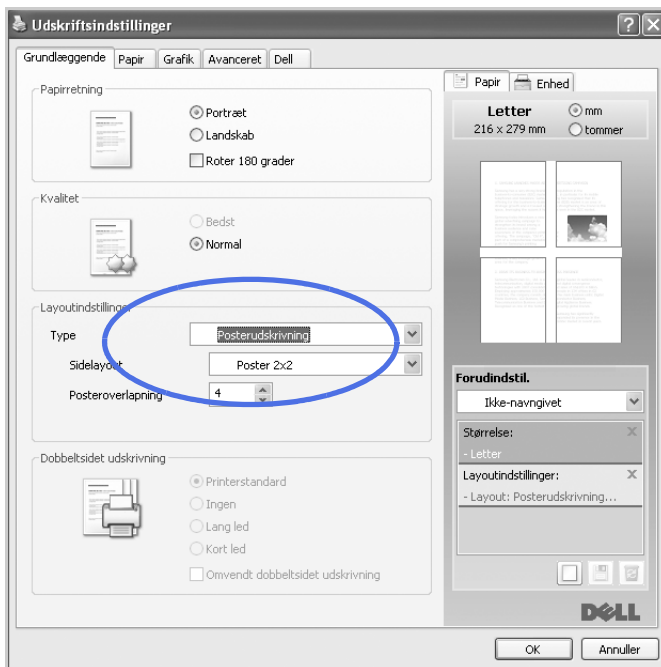 Udskriftsindstillinger
Grundlæggende Papir Grafik Avanceret Dell
Papirretning
Portræt
Landskab
Roter 180 grader
Kvalitet
Bedst
Normal
Layoutindstillinger
Type Posterudskrivning
Sidelayout Poster 2x2
Posteroverlapning 4
Dobbeltsidet udskrivning
Printerstandard
Ingen
Lang led
Kort led
Omvendt dobbeltsidet udskrivning
Papir Enhed
Letter mm
216 x 279 mm tommer
Forudindstil.
Ikke-navngivet
Størrelse:
- Letter
Layoutindstillinger:
- Layout: Posterudskrivning...
DELL
OK Annuller